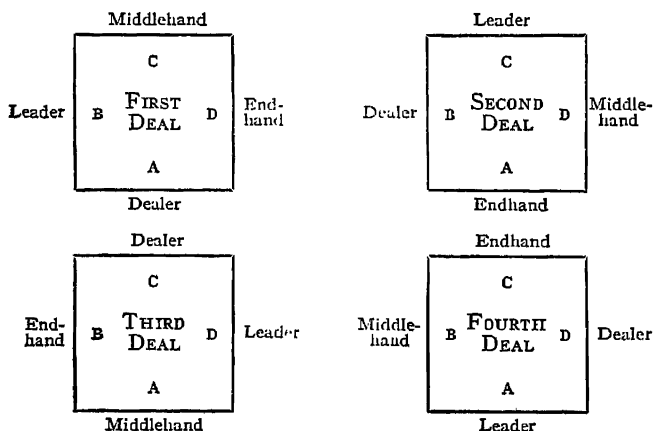 Middlehand
C
Leader B FIRST D End-
DEAL hand
A
Dealer
Leader
C
Dealer B SECOND D Middle-
DEAL hand
A
Endhand
Dealer
C
End- B THIRD D Leader
hand DEAL
A
Middlehand
Endhand
C
Middle- B FOURTH D Dealer
hand DEAL
A
Leader